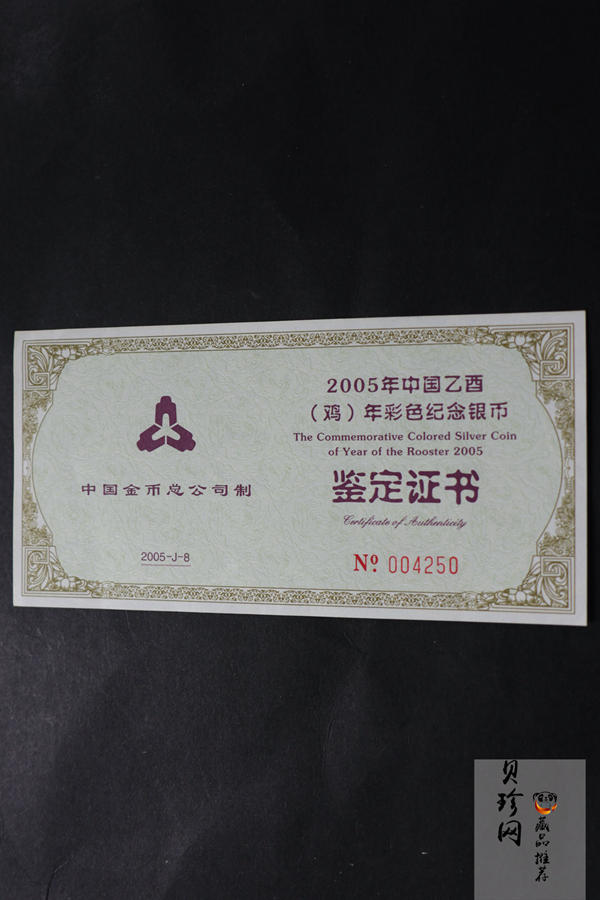 中国金币总公司制
2005-J-8
2005年中国乙酉
（鸡）年彩色纪念银币
The Commemorative Colored Silver Coin
of Year of the Rooster 2005
鉴定证书
Certificate of Authenticity
Nº 004250
贝珍网
藏品推荐